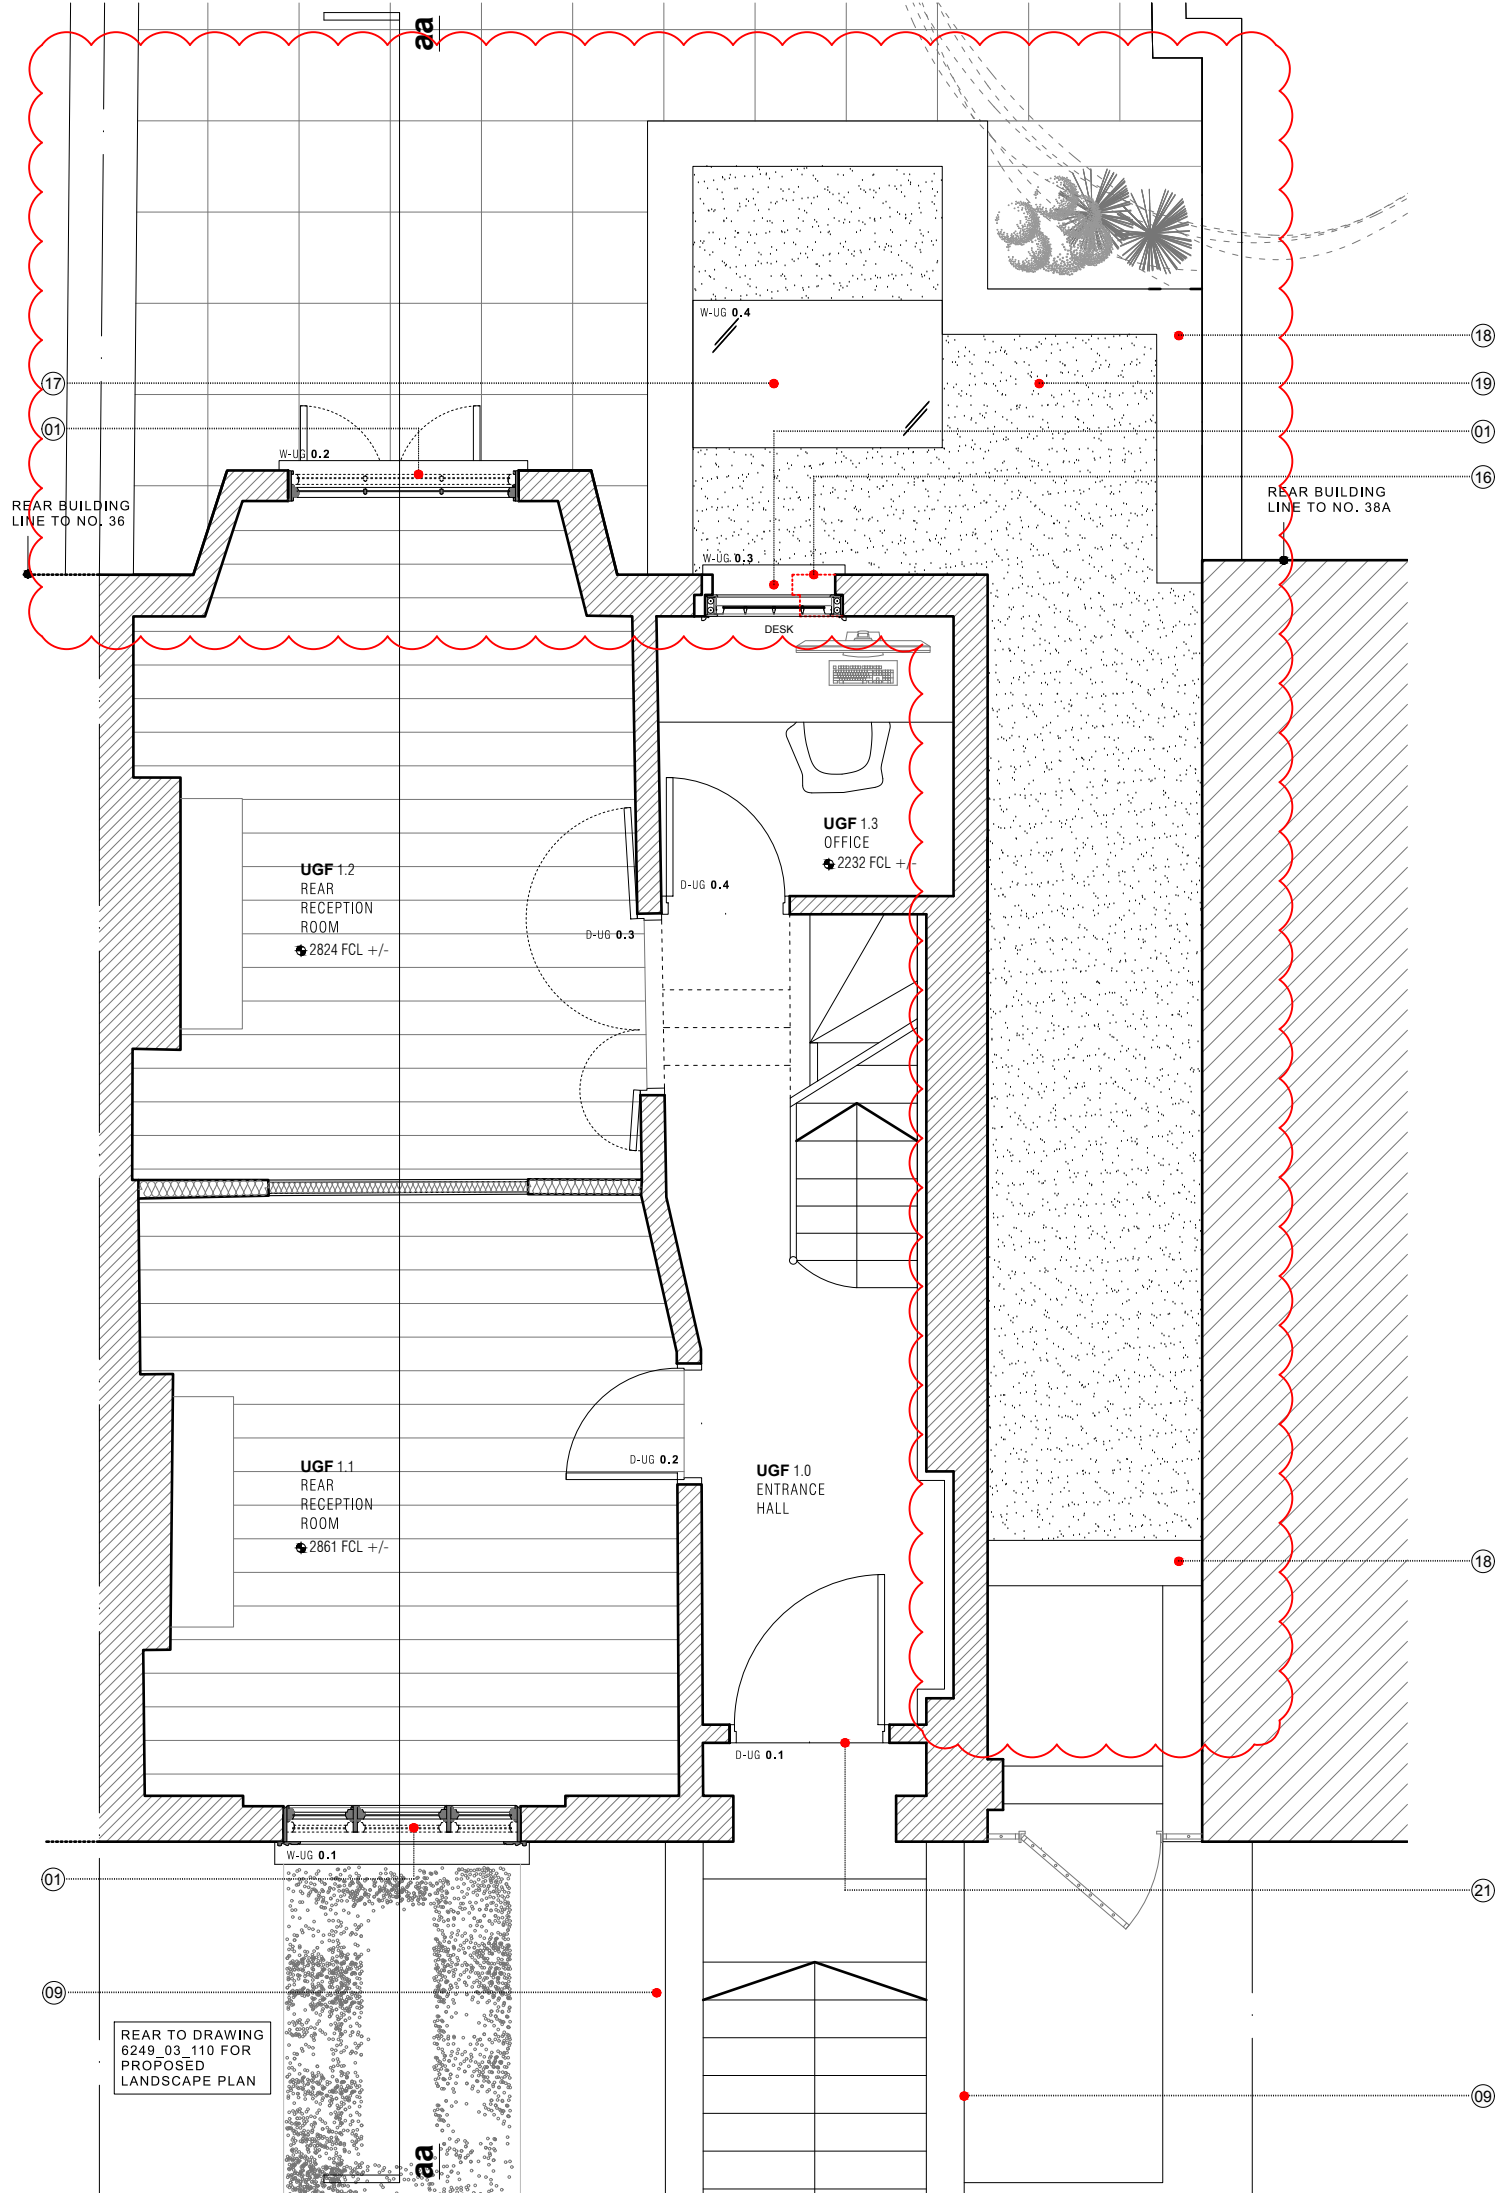 aa
W-UG 0.4
18
17
19
01
01
W-UG 0.2
16
REAR BUILDING
LINE TO NO. 36
REAR BUILDING
LINE TO NO. 38A
W-UG 0.3
DESK
UGF 1.3
OFFICE
2232 FCL +/-
UGF 1.2
REAR
RECEPTION
ROOM
2824 FCL +/-
D-UG 0.4
D-UG 0.3
D-UG 0.2
UGF 1.1
REAR
RECEPTION
ROOM
2861 FCL +/-
UGF 1.0
ENTRANCE
HALL
18
D-UG 0.1
W-UG 0.1
01
21
09
REAR TO DRAWING
6249_03_110 FOR
PROPOSED
LANDSCAPE PLAN
09
aa